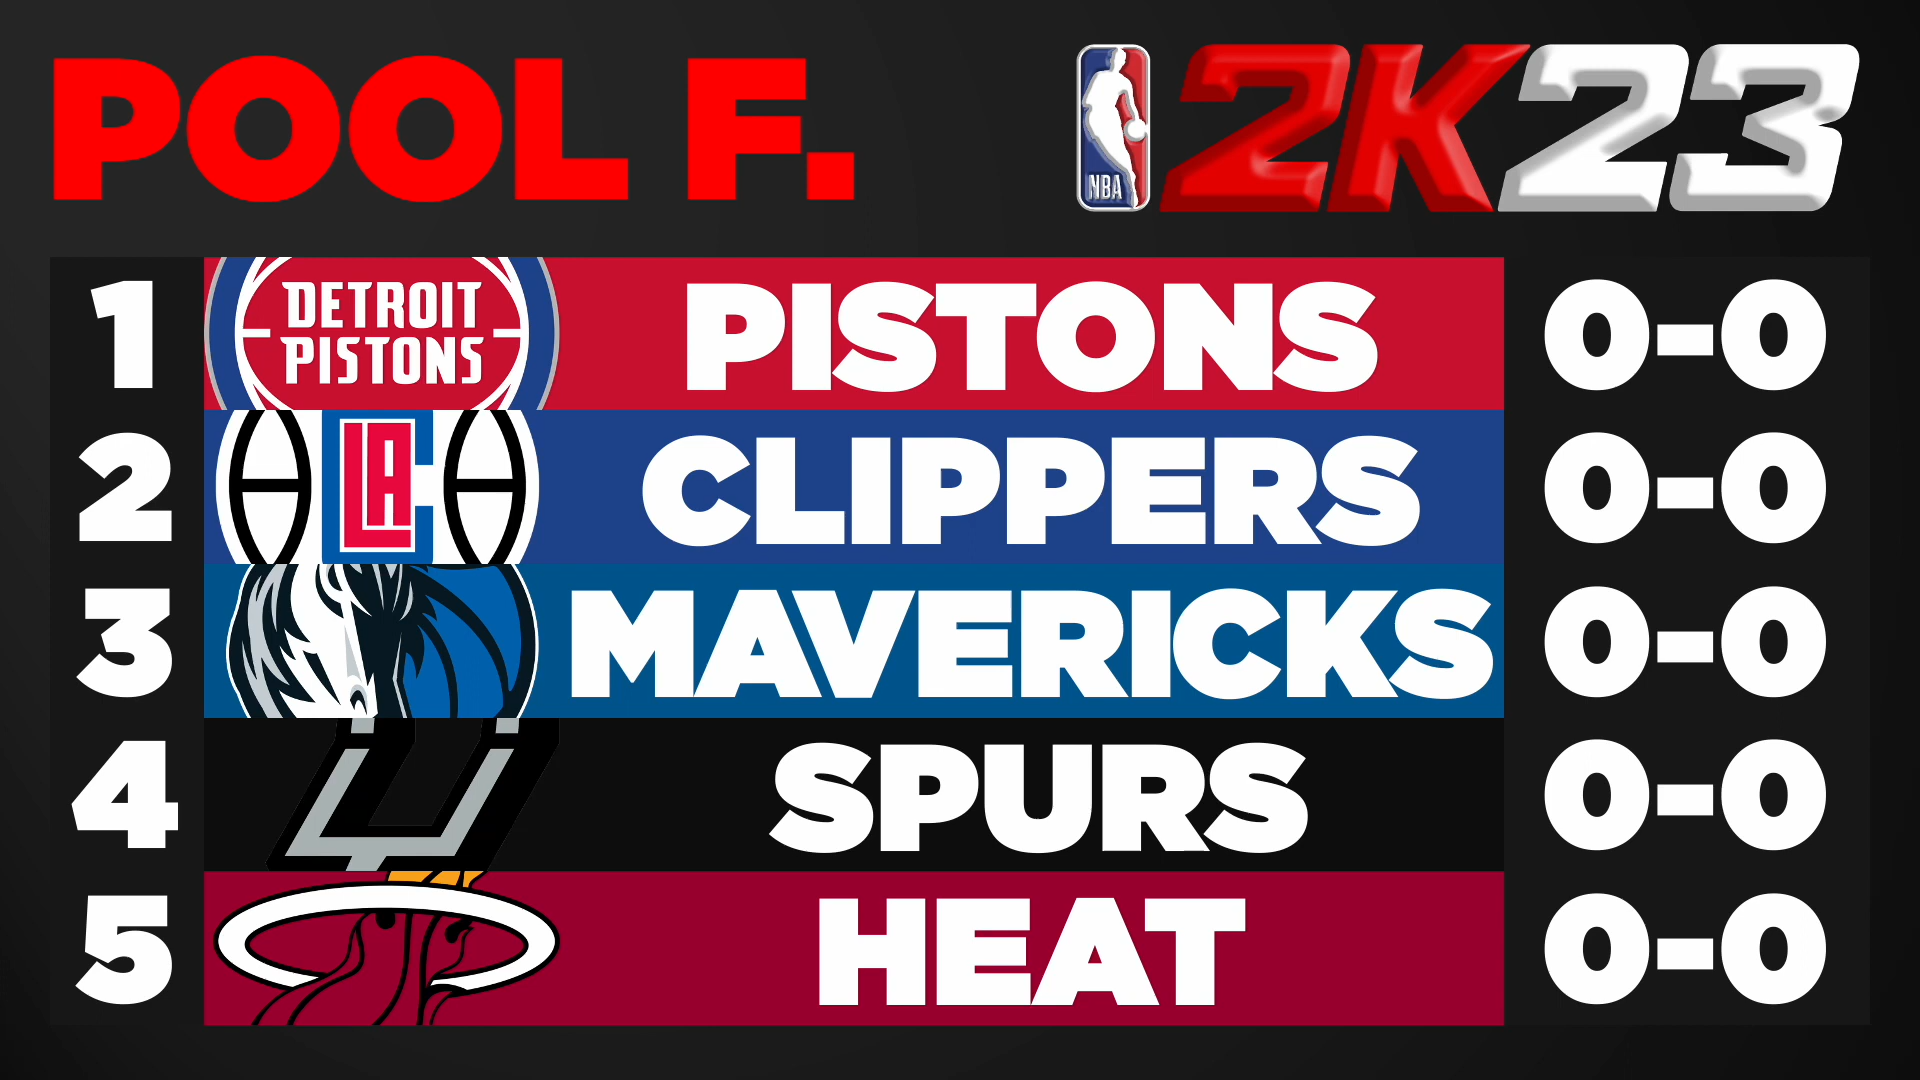 POOL F.
NBA 2K23
1 DETROIT PISTONS PISTONS 0-0
2 LAC CLIPPERS 0-0
3 MAVERICKS 0-0
4 SPURS 0-0
5 HEAT 0-0